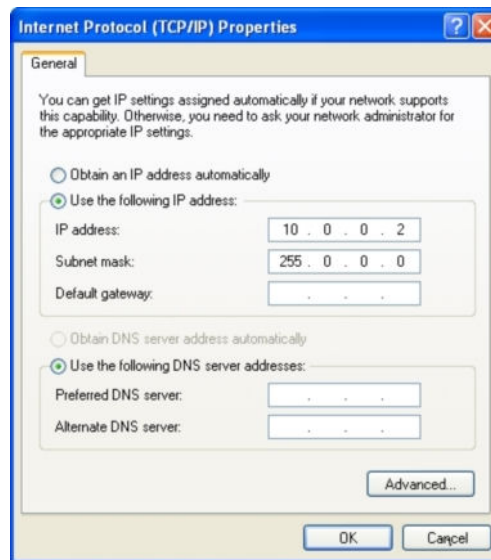 Internet Protocol (TCP/IP) Properties
General
You can get IP settings assigned automatically if your network supports
this capability. Otherwise, you need to ask your network administrator for
the appropriate IP settings.
Obtain an IP address automatically
Use the following IP address:
IP address: 10 . 0 . 0 . 2
Subnet mask: 255 . 0 . 0 . 0
Default gateway: . . .
Obtain DNS server address automatically
Use the following DNS server addresses:
Preferred DNS server: . . .
Alternate DNS server: . . .
Advanced...
OK Cancel